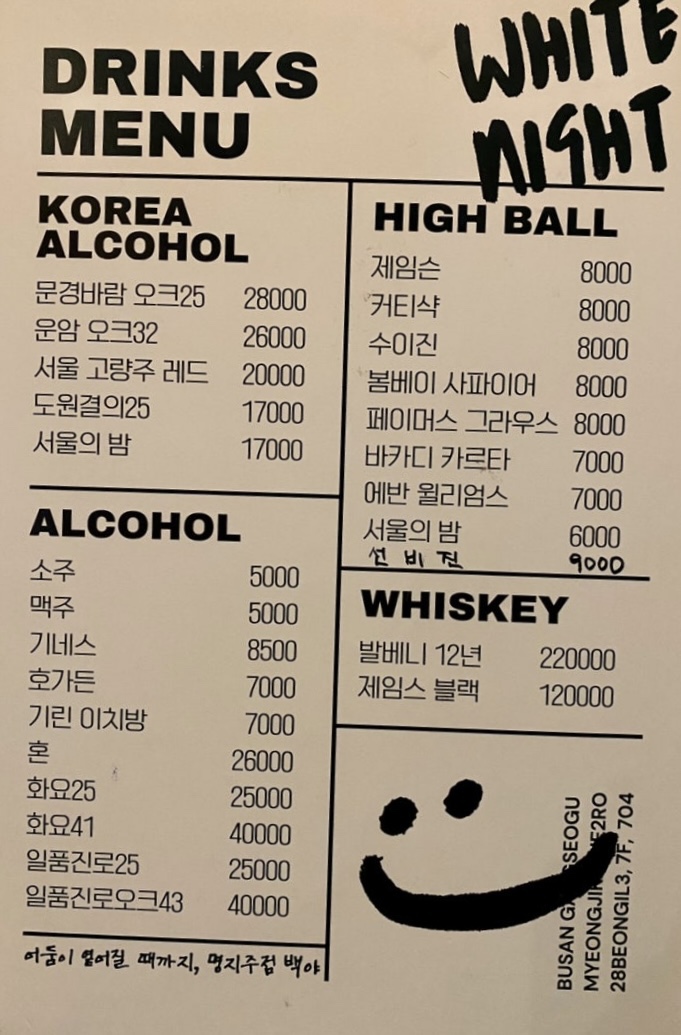 WHITE
NIGHT
DRINKS
MENU
KOREA
ALCOHOL
문경바람 오크25 28000
운암 오크32 26000
서울 고량주 레드 20000
도원결의25 17000
서울의 밤 17000
ALCOHOL
소주 5000
맥주 5000
기네스 8500
호가든 7000
기린 이치방 7000
혼 26000
화요25 25000
화요41 40000
일품진로25 25000
일품진로오크43 40000
어둠이 옅어질 때까지, 명지주점 백야
HIGH BALL
제임슨 8000
커티샥 8000
수이진 8000
봄베이 사파이어 8000
페이머스 그라우스 8000
바카디 카르타 7000
에반 윌리엄스 7000
서울의 밤 6000
선비진 9000
WHISKEY
발베니 12년 220000
제임스 블랙 120000
BUSAN
28BEONGIL3, 7F, 704